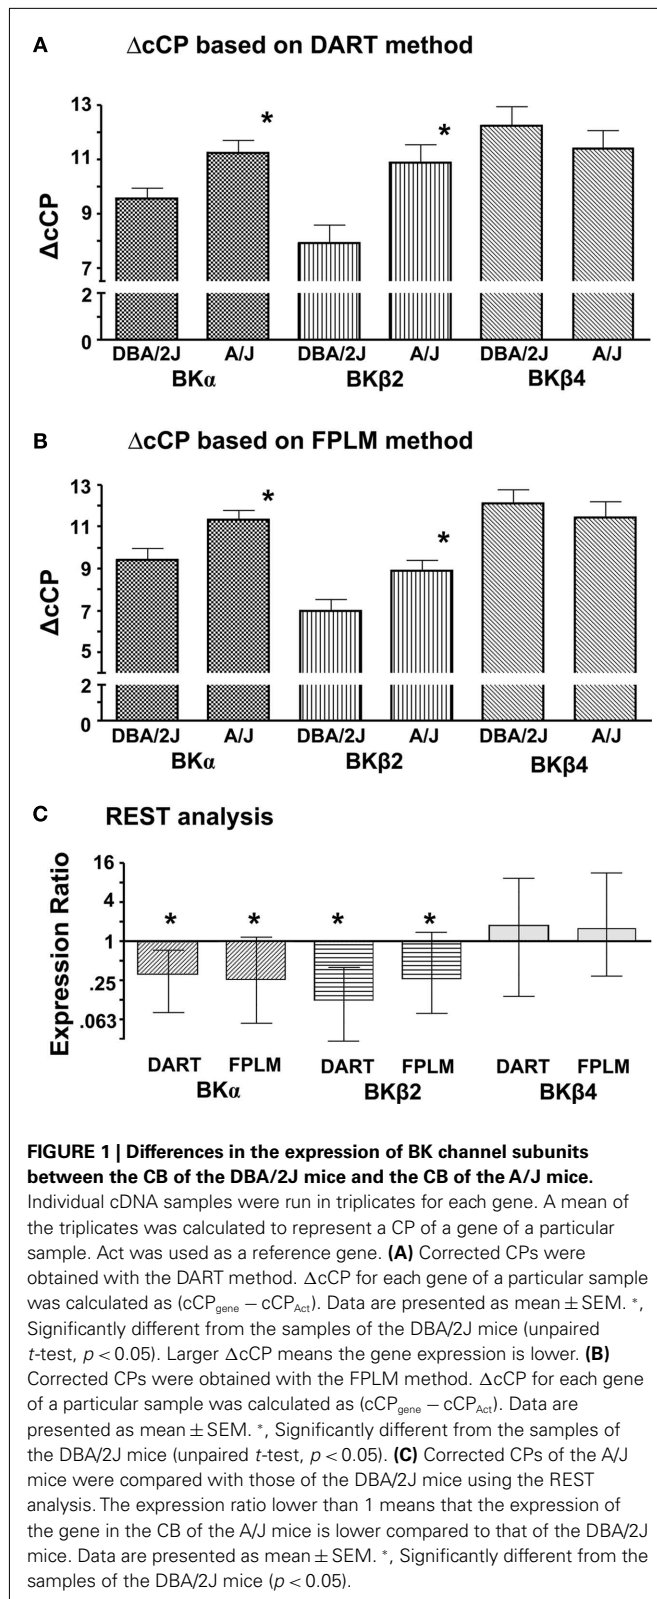 A ΔcCP based on DART method
*
*
13
11
9
7
2
0
ΔcCP
DBA/2J A/J DBA/2J A/J DBA/2J A/J
BKα BKβ2 BKβ4
B ΔcCP based on FPLM method
*
*
13
11
9
7
5
2
0
ΔcCP
DBA/2J A/J DBA/2J A/J DBA/2J A/J
BKα BKβ2 BKβ4
C REST analysis
16
4
1
.25
.063
Expression Ratio
* * * *
DART FPLM DART FPLM DART FPLM
BKα BKβ2 BKβ4
FIGURE 1 | Differences in the expression of BK channel subunits
between the CB of the DBA/2J mice and the CB of the A/J mice.
Individual cDNA samples were run in triplicates for each gene. A mean of
the triplicates was calculated to represent a CP of a gene of a particular
sample. Act was used as a reference gene. (A) Corrected CPs were
obtained with the DART method. ΔcCP for each gene of a particular sample
was calculated as (cCPgene − cCPAct). Data are presented as mean ± SEM. *,
Significantly different from the samples of the DBA/2J mice (unpaired
t-test, p < 0.05). Larger ΔcCP means the gene expression is lower. (B)
Corrected CPs were obtained with the FPLM method. ΔcCP for each gene
of a particular sample was calculated as (cCPgene − cCPAct). Data are
presented as mean ± SEM. *, Significantly different from the samples of
the DBA/2J mice (unpaired t-test, p < 0.05). (C) Corrected CPs of the A/J
mice were compared with those of the DBA/2J mice using the REST
analysis. The expression ratio lower than 1 means that the expression of
the gene in the CB of the A/J mice is lower compared to that of the DBA/2J
mice. Data are presented as mean ± SEM. *, Significantly different from the
samples of the DBA/2J mice (p < 0.05).